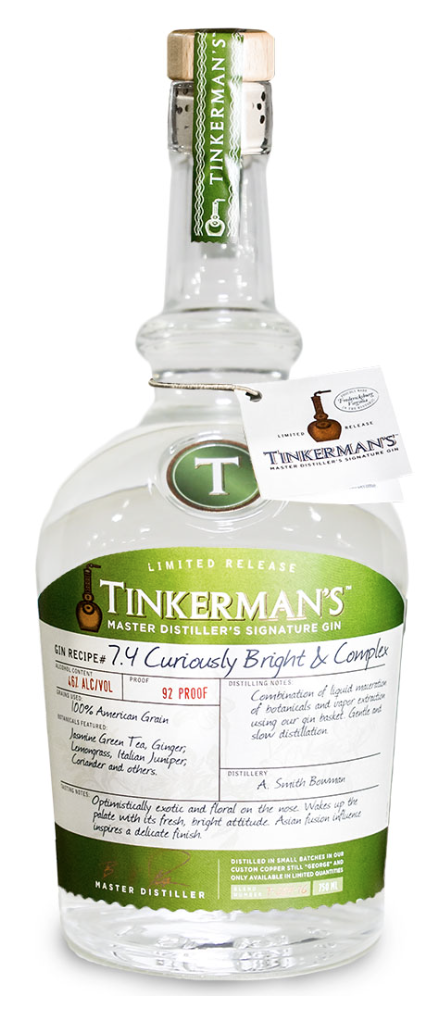 TINKERMAN'S
Fredericksburg
Virginia
LIMITED RELEASE
TINKERMAN'S
MASTER DISTILLER'S SIGNATURE GIN
T
LIMITED RELEASE
TINKERMAN'S™
MASTER DISTILLER'S SIGNATURE GIN
GIN RECIPE# 7.4 Curiously Bright & Complex
ALCOHOL CONTENT
46% ALC/VOL
PROOF
92 PROOF
GRAINS USED
100% American Grain
BOTANICALS FEATURED:
Jasmine Green Tea, Ginger,
Lemongrass, Italian Juniper,
Coriander and others.
DISTILLING NOTES:
Combination of liquid maceration
of botanicals and vapor extraction
using our gin basket. Gentle and
slow distillation.
DISTILLERY
A. Smith Bowman
TASTING NOTES:
Optimistically exotic and floral on the nose. Wakes up the
palate with its fresh, bright attitude. Asian fusion influence
inspires a delicate finish.
MASTER DISTILLER
DISTILLED IN SMALL BATCHES IN OUR
CUSTOM COPPER STILL "GEORGE" AND
ONLY AVAILABLE IN LIMITED QUANTITIES
NUMBER
750 ML